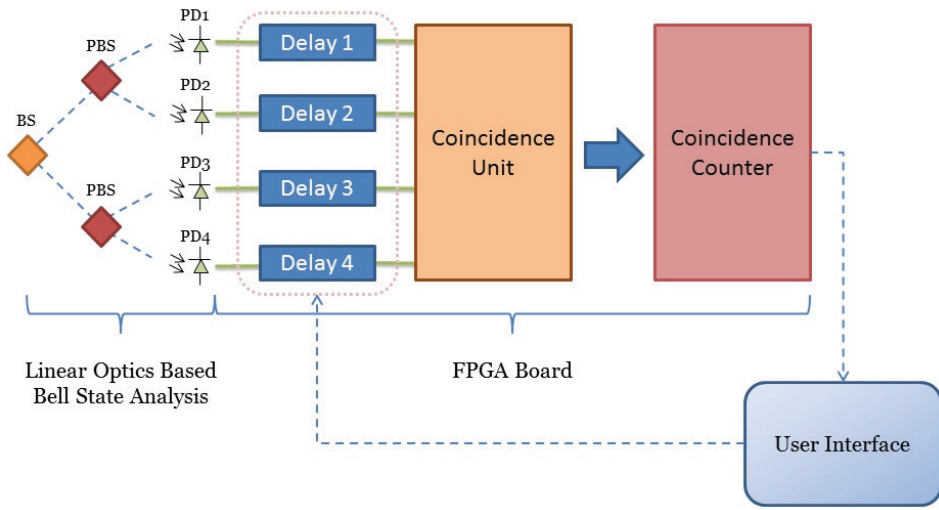 PD1
Delay 1
PBS
PD2
Delay 2
BS
Coincidence
Unit
Coincidence
Counter
PD3
Delay 3
PBS
PD4
Delay 4
Linear Optics Based
Bell State Analysis
FPGA Board
User Interface